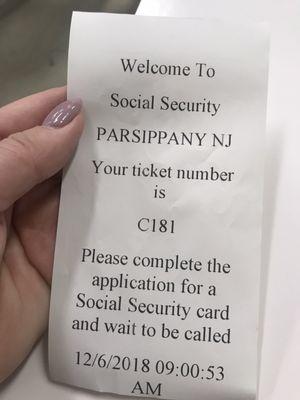 Welcome To
Social Security
PARSIPPANY NJ
Your ticket number
is
C181
Please complete the
application for a
Social Security card
and wait to be called
12/6/2018 09:00:53
AM